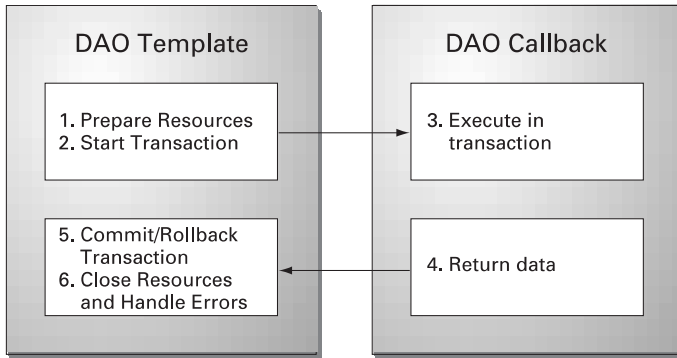 DAO Template
1. Prepare Resources
2. Start Transaction
5. Commit/Rollback
Transaction
6. Close Resources
and Handle Errors
DAO Callback
3. Execute in
transaction
4. Return data